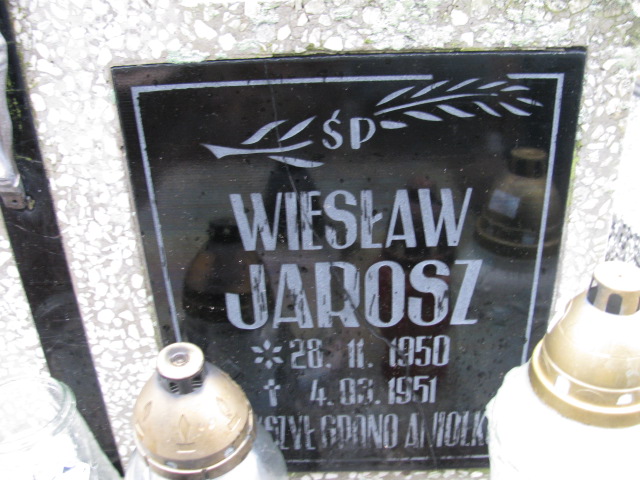 ŚP
WIESŁAW
JAROSZ
28. 11. 1950
† 4.03.1951